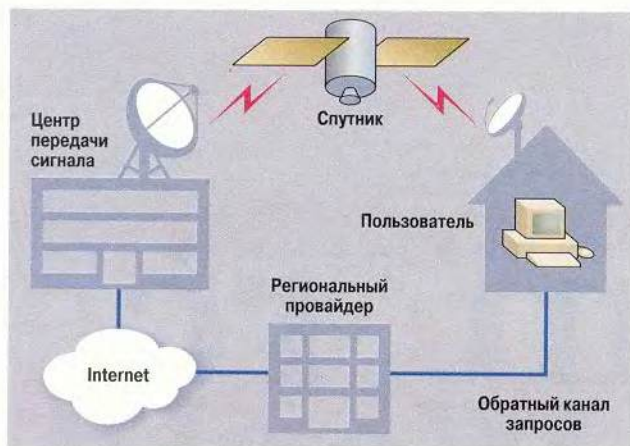 Центр
передачи
сигнала
Спутник
Пользователь
Региональный
провайдер
Internet
Обратный канал
запросов